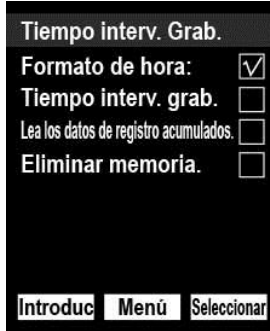 Tiempo interv. Grab.
Formato de hora:
Tiempo interv. grab.
Lea los datos de registro acumulados.
Eliminar memoria.
Introduc Menú Seleccionar